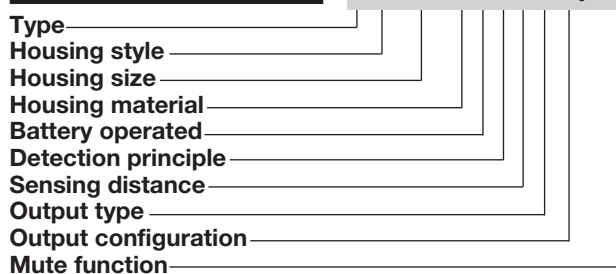 Type
Housing style
Housing size
Housing material
Battery operated
Detection principle
Sensing distance
Output type
Output configuration
Mute function